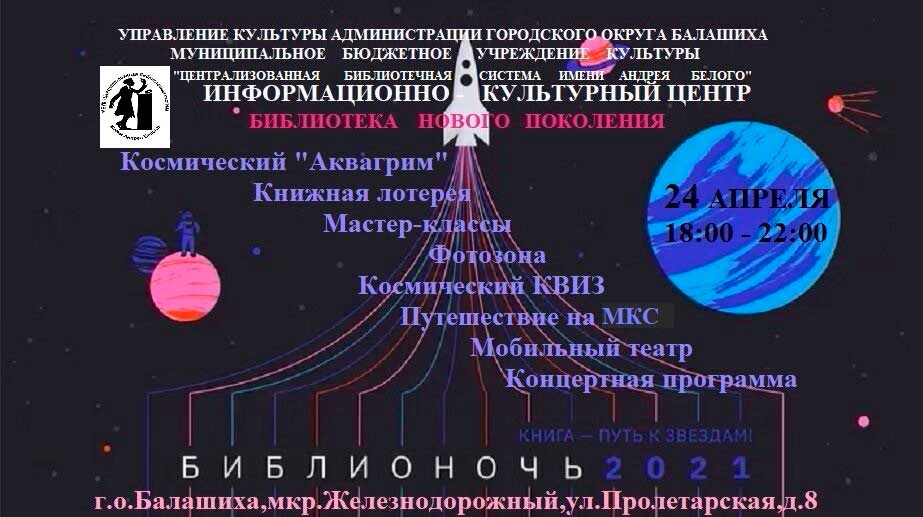 УПРАВЛЕНИЕ КУЛЬТУРЫ АДМИНИСТРАЦИИ ГОРОДСКОГО ОКРУГА БАЛАШИХА
МУНИЦИПАЛЬНОЕ БЮДЖЕТНОЕ УЧРЕЖДЕНИЕ КУЛЬТУРЫ
"ЦЕНТРАЛИЗОВАННАЯ БИБЛИОТЕЧНАЯ СИСТЕМА ИМЕНИ АНДРЕЯ БЕЛОГО"
ИНФОРМАЦИОННО - КУЛЬТУРНЫЙ ЦЕНТР
БИБЛИОТЕКА НОВОГО ПОКОЛЕНИЯ
Космический "Аквагрим"
Книжная лотерея
Мастер-классы
Фотозона
Космический КВИЗ
Путешествие на МКС
Мобильный театр
Концертная программа
24 АПРЕЛЯ
18:00 - 22:00
КНИГА — ПУТЬ К ЗВЕЗДАМ!
БИБЛИОНОЧЬ 2021
г.о.Балашиха,мкр.Железнодорожный,ул.Пролетарская,д.8